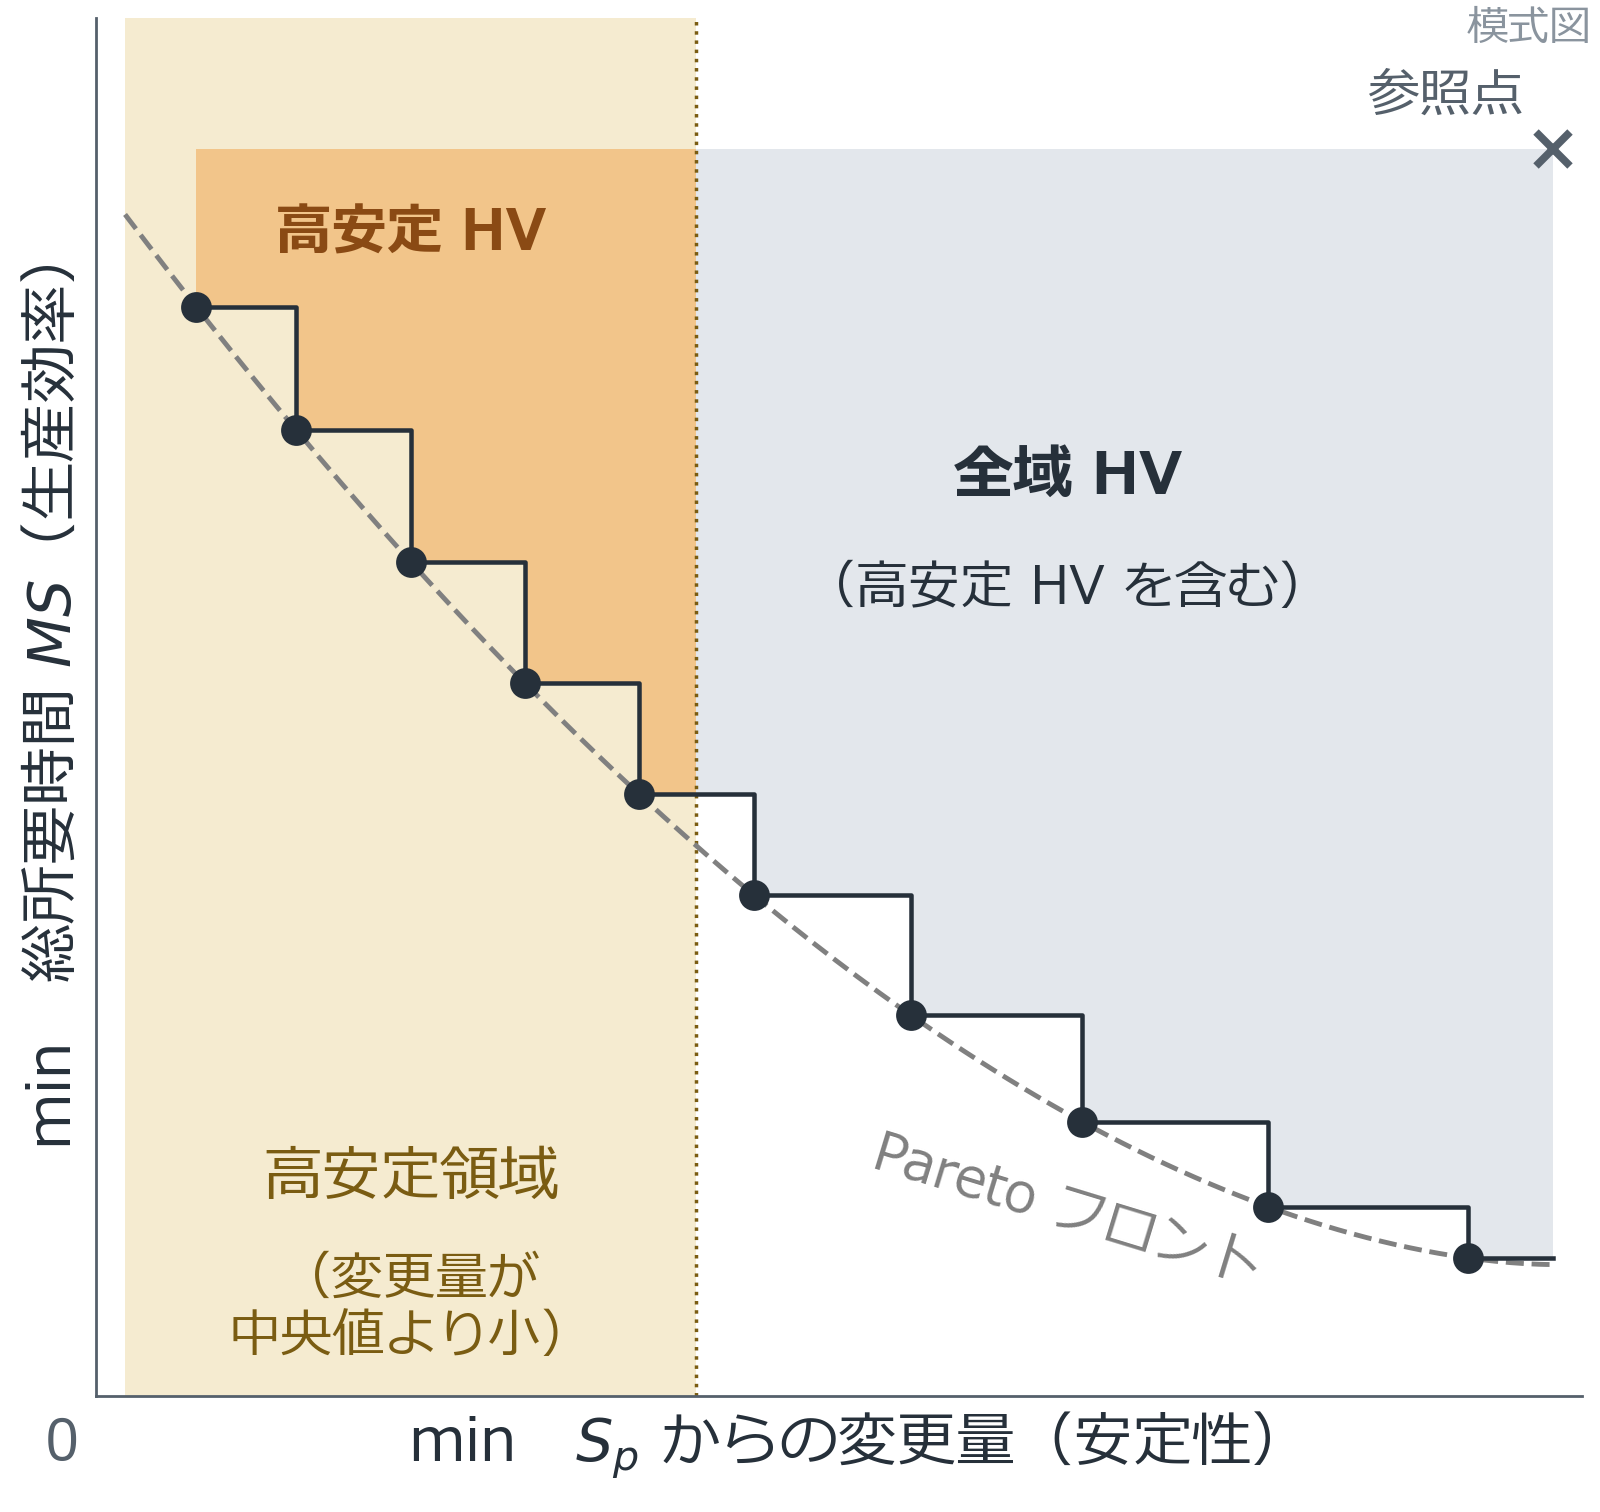 模式図
参照点
高安定 HV
全域 HV
（高安定 HV を含む）
min 総所要時間 MS（生産効率）
Pareto フロント
高安定領域
（変更量が
中央値より小）
0
min Sp からの変更量（安定性）